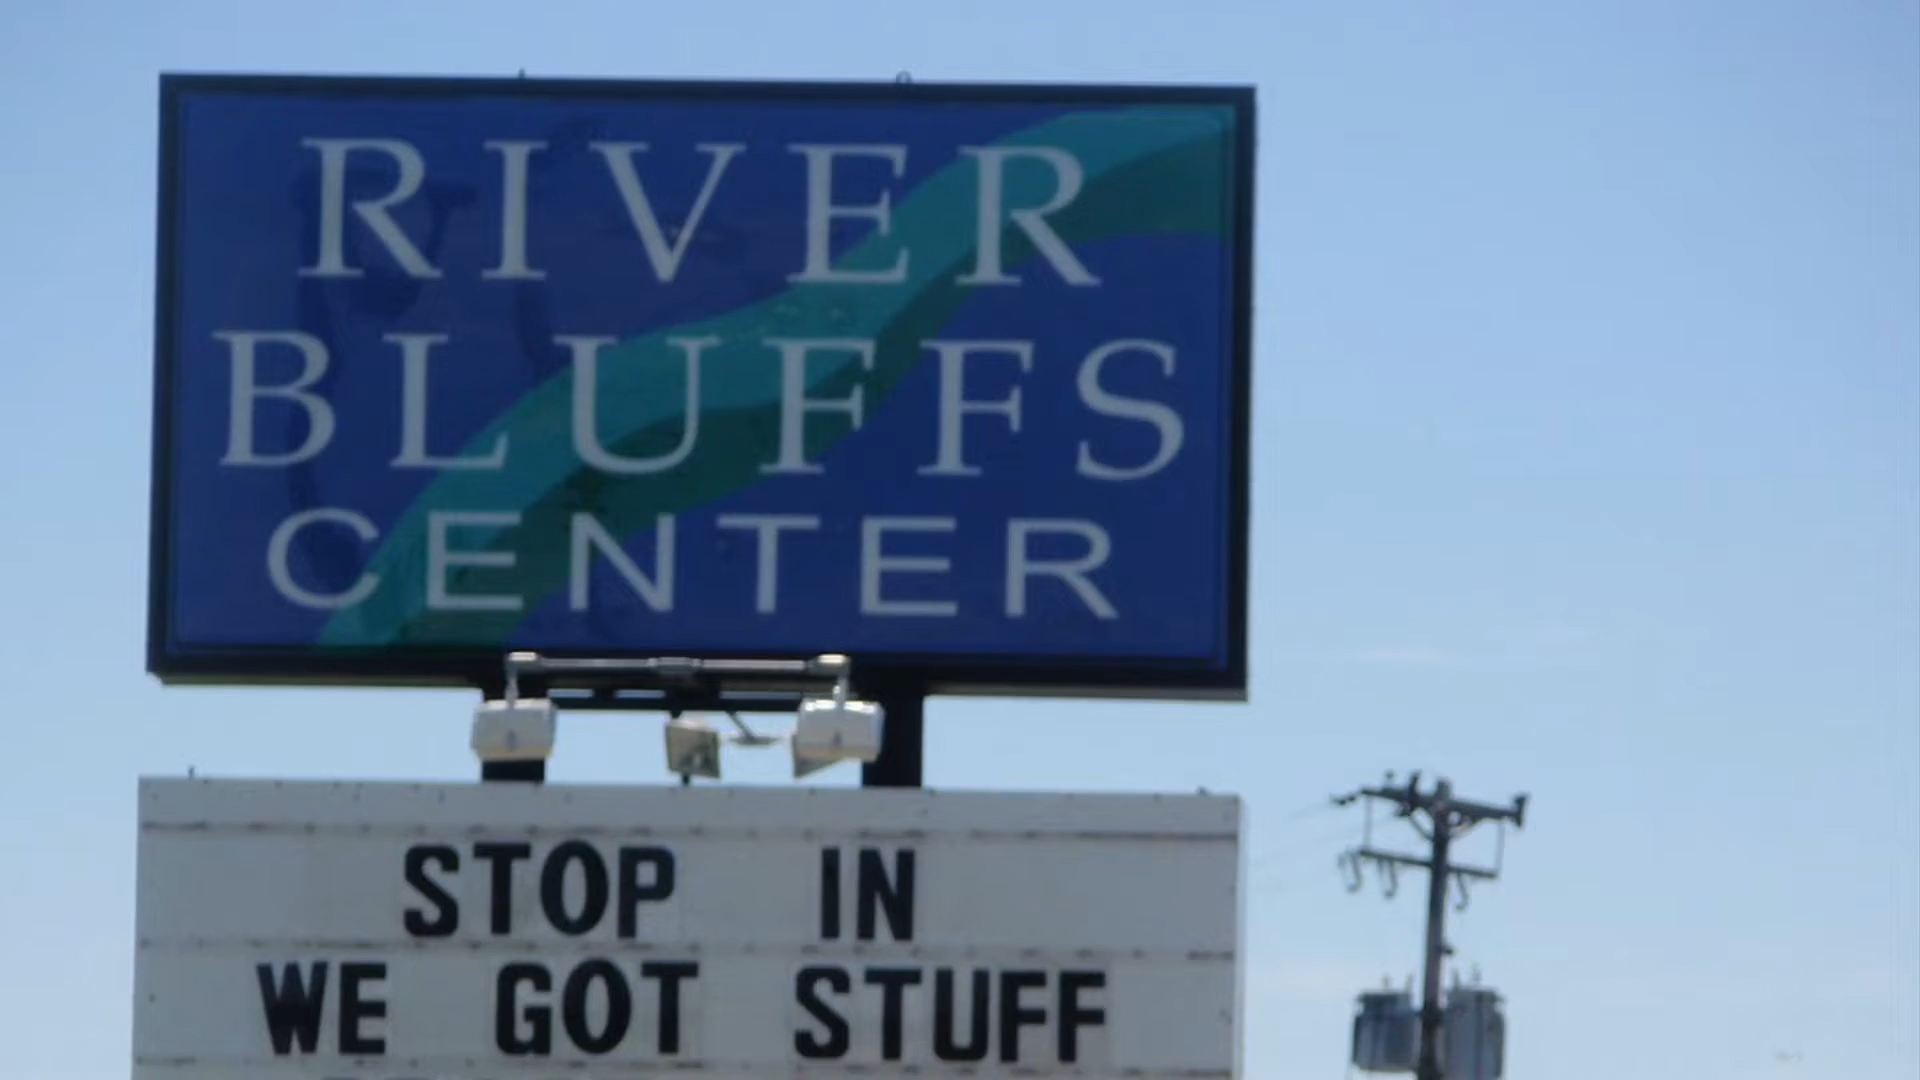 RIVER
BLUFFS
CENTER
STOP IN
WE GOT STUFF